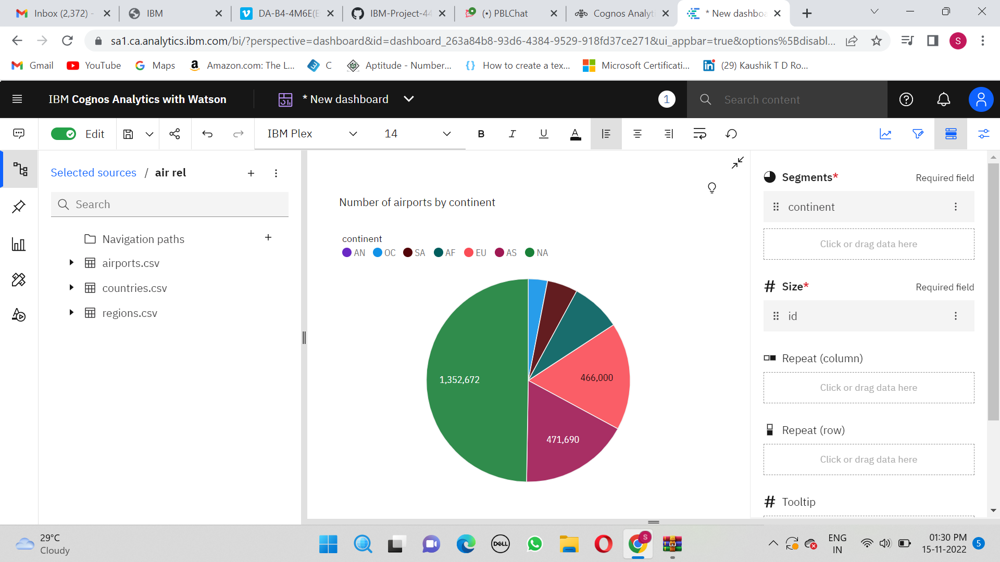 Inbox (2,372) -
IBM
DA-B4-4M6E(E
IBM-Project-44
(•) PBLChat
Cognos Analyti
* New dashboa
sa1.ca.analytics.ibm.com/bi/?perspective=dashboard&id=dashboard_263a84b8-93d6-4384-9529-918fd37ce271&ui_appbar=true&options%5Bdisabl...
S
Gmail
YouTube
Maps
Amazon.com: The L...
C
Aptitude - Number...
How to create a tex...
Microsoft Certificati...
(29) Kaushik T D Ro...
IBM Cognos Analytics with Watson
* New dashboard
1
Search content
Edit
IBM Plex
14
B
I
U
A
Selected sources / air rel
Search
Navigation paths
airports.csv
countries.csv
regions.csv
Number of airports by continent
continent
AN OC SA AF EU AS NA
1,352,672
466,000
471,690
Segments* Required field
continent
Click or drag data here
# Size* Required field
id
Repeat (column)
Click or drag data here
Repeat (row)
Click or drag data here
# Tooltip
29°C
Cloudy
DELL
S
ENG
IN
01:30 PM
15-11-2022
5